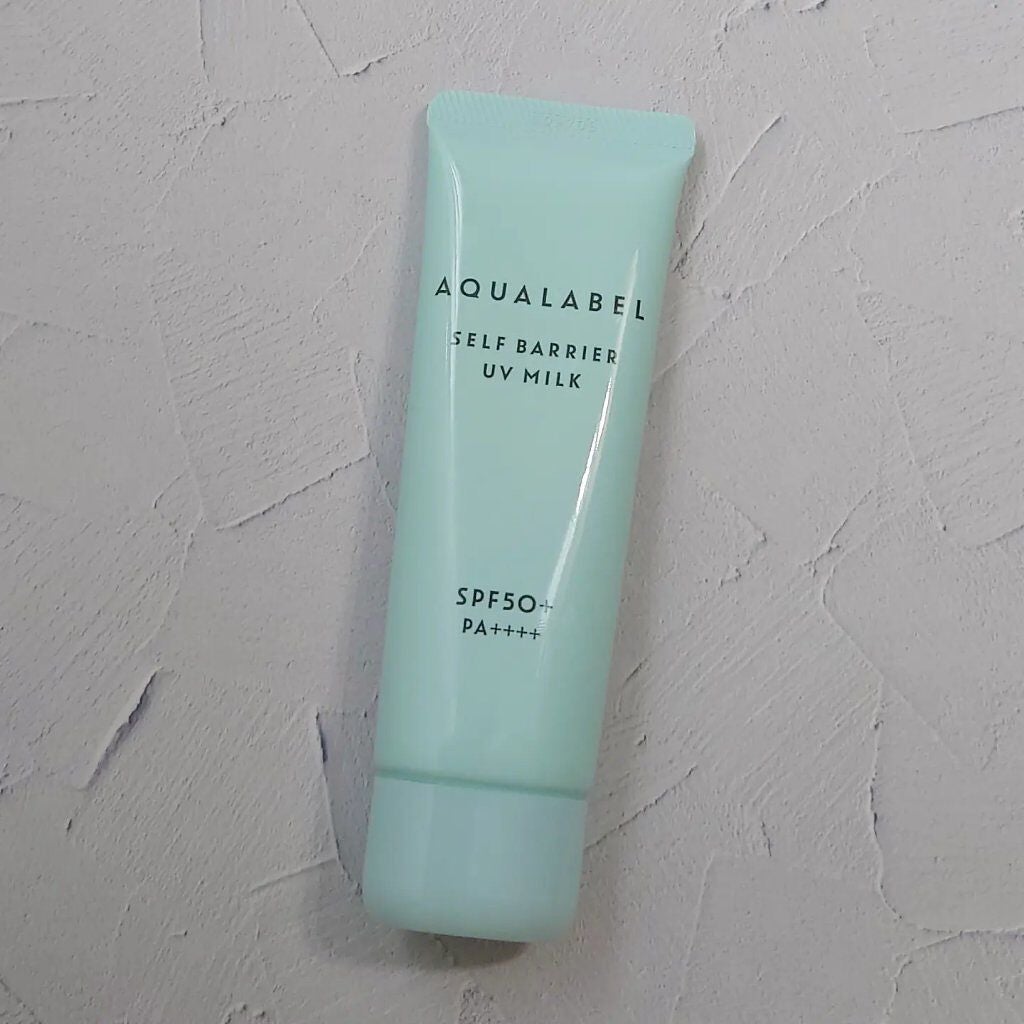 AQUALABEL
SELF BARRIER
UV MILK
SPF50+
PA++++